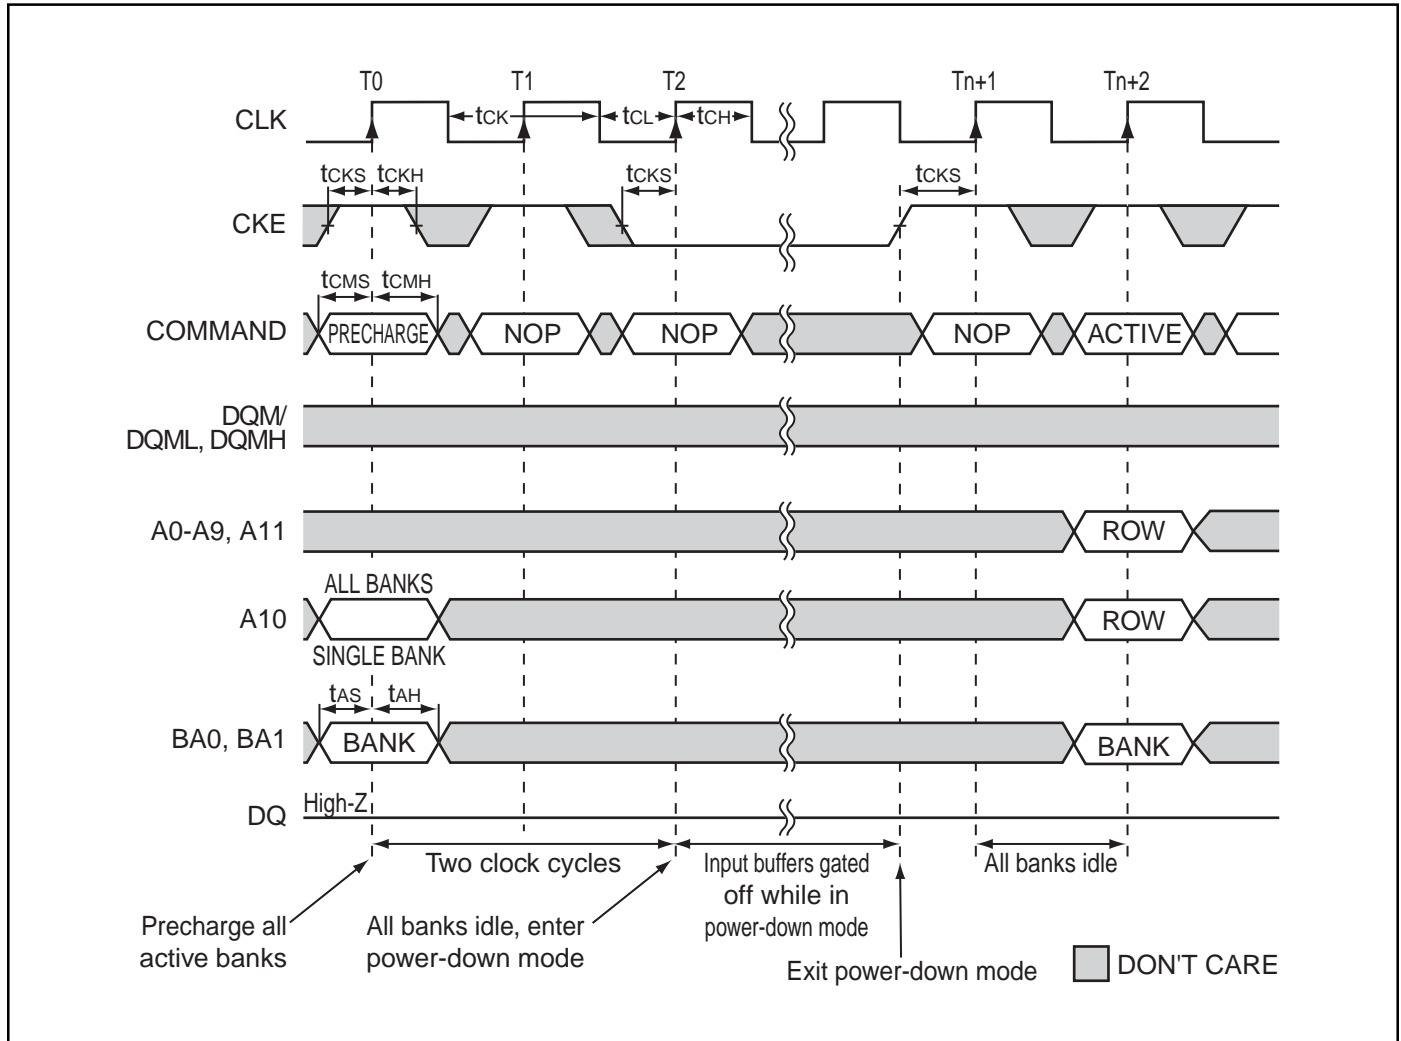 T0 T1 T2 Tn+1 Tn+2
CLK tCK tCL tCH
tCKS tCKH tCKS tCKS
CKE
tCMS tCMH
COMMAND PRECHARGE NOP NOP NOP ACTIVE
DQM/
DQML, DQMH
A0-A9, A11 ROW
ALL BANKS
A10 ROW
SINGLE BANK
tAS tAH
BA0, BA1 BANK BANK
High-Z
DQ
Two clock cycles
Input buffers gated
off while in
power-down mode
All banks idle
Precharge all
active banks
All banks idle, enter
power-down mode
Exit power-down mode
DON'T CARE